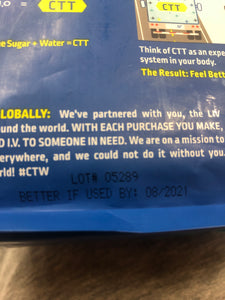 CTT
CTT
e Sugar + Water = CTT
Think of CTT as an expe
system in your body.
The Result: Feel Bett
GLOBALLY: We've partnered with you, the LIV
ound the world. WITH EACH PURCHASE YOU MAKE,
D I.V. TO SOMEONE IN NEED. We are on a mission to
verywhere, and we could not do it without you.
rld! #CTW
LOT# 05289
BETTER IF USED BY: 08/2021